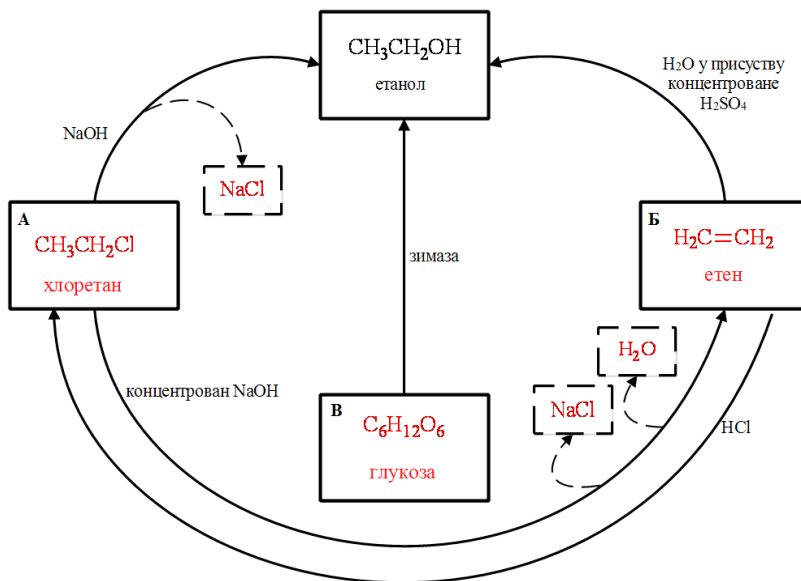 CH₃CH₂OH
етанол
H₂O у присуству
концентроване
H₂SO₄
NaOH
NaCl
А
CH₃CH₂Cl
хлоретан
зимаза
Б
H₂C=CH₂
етен
H₂O
концентрован NaOH
NaCl
HCl
В
C₆H₁₂O₆
глукоза